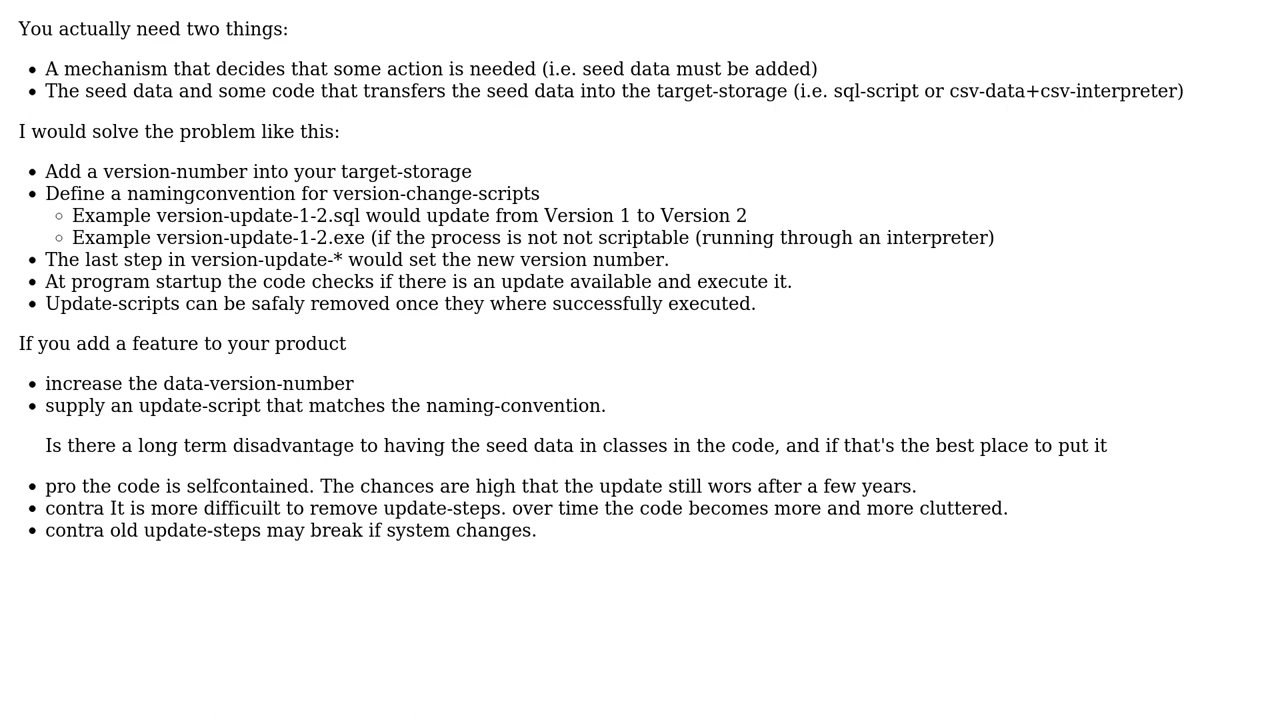 You actually need two things:
A mechanism that decides that some action is needed (i.e. seed data must be added)
The seed data and some code that transfers the seed data into the target-storage (i.e. sql-script or csv-data+csv-interpreter)
I would solve the problem like this:
Add a version-number into your target-storage
Define a namingconvention for version-change-scripts
Example version-update-1-2.sql would update from Version 1 to Version 2
Example version-update-1-2.exe (if the process is not not scriptable (running through an interpreter)
The last step in version-update-* would set the new version number.
At program startup the code checks if there is an update available and execute it.
Update-scripts can be safaly removed once they where successfully executed.
If you add a feature to your product
increase the data-version-number
supply an update-script that matches the naming-convention.
Is there a long term disadvantage to having the seed data in classes in the code, and if that's the best place to put it
pro the code is selfcontained. The chances are high that the update still wors after a few years.
contra It is more difficuilt to remove update-steps. over time the code becomes more and more cluttered.
contra old update-steps may break if system changes.